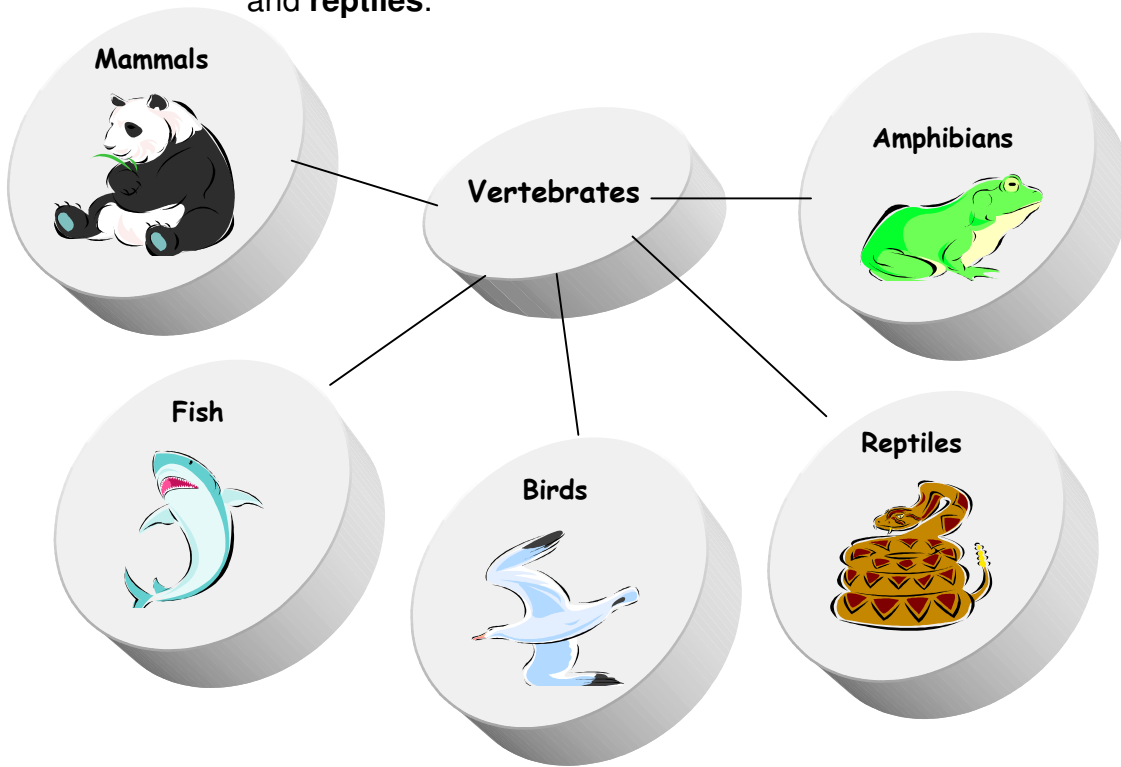 and reptiles.
Mammals
Amphibians
Vertebrates
Fish
Reptiles
Birds